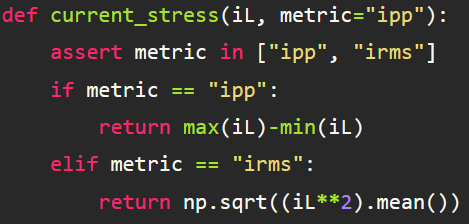 def current_stress(iL, metric="ipp"):
    assert metric in ["ipp", "irms"]
    if metric == "ipp":
        return max(iL)-min(iL)
    elif metric == "irms":
        return np.sqrt((iL**2).mean())